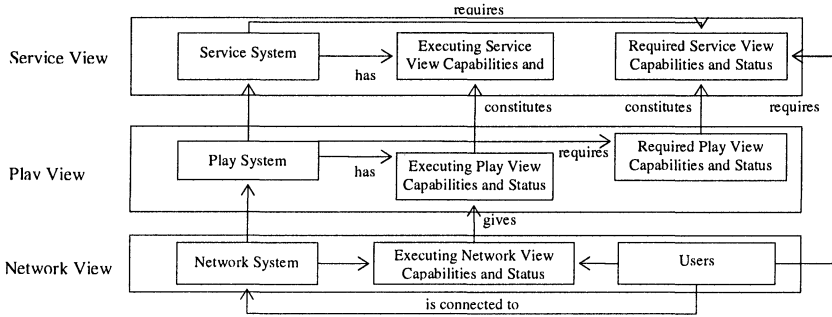 requires
Service View
Service System
has
Executing Service
View Capabilities and
Required Service View
Capabilities and Status
constitutes
constitutes
requires
Plav View
Play System
has
Executing Play View
Capabilities and Status
requires
Required Play View
Capabilities and Status
gives
Network View
Network System
Executing Network View
Capabilities and Status
Users
is connected to